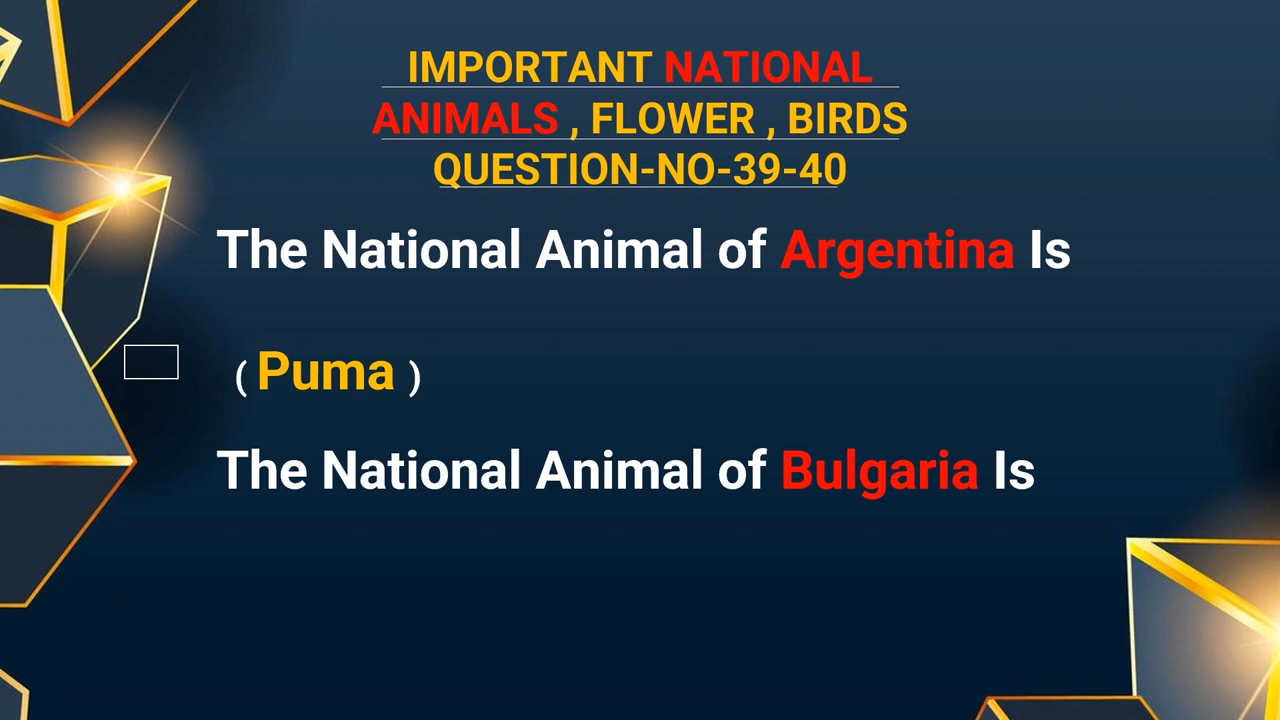 IMPORTANT NATIONAL
ANIMALS , FLOWER , BIRDS
QUESTION-NO-39-40
The National Animal of Argentina Is
( Puma )
The National Animal of Bulgaria Is